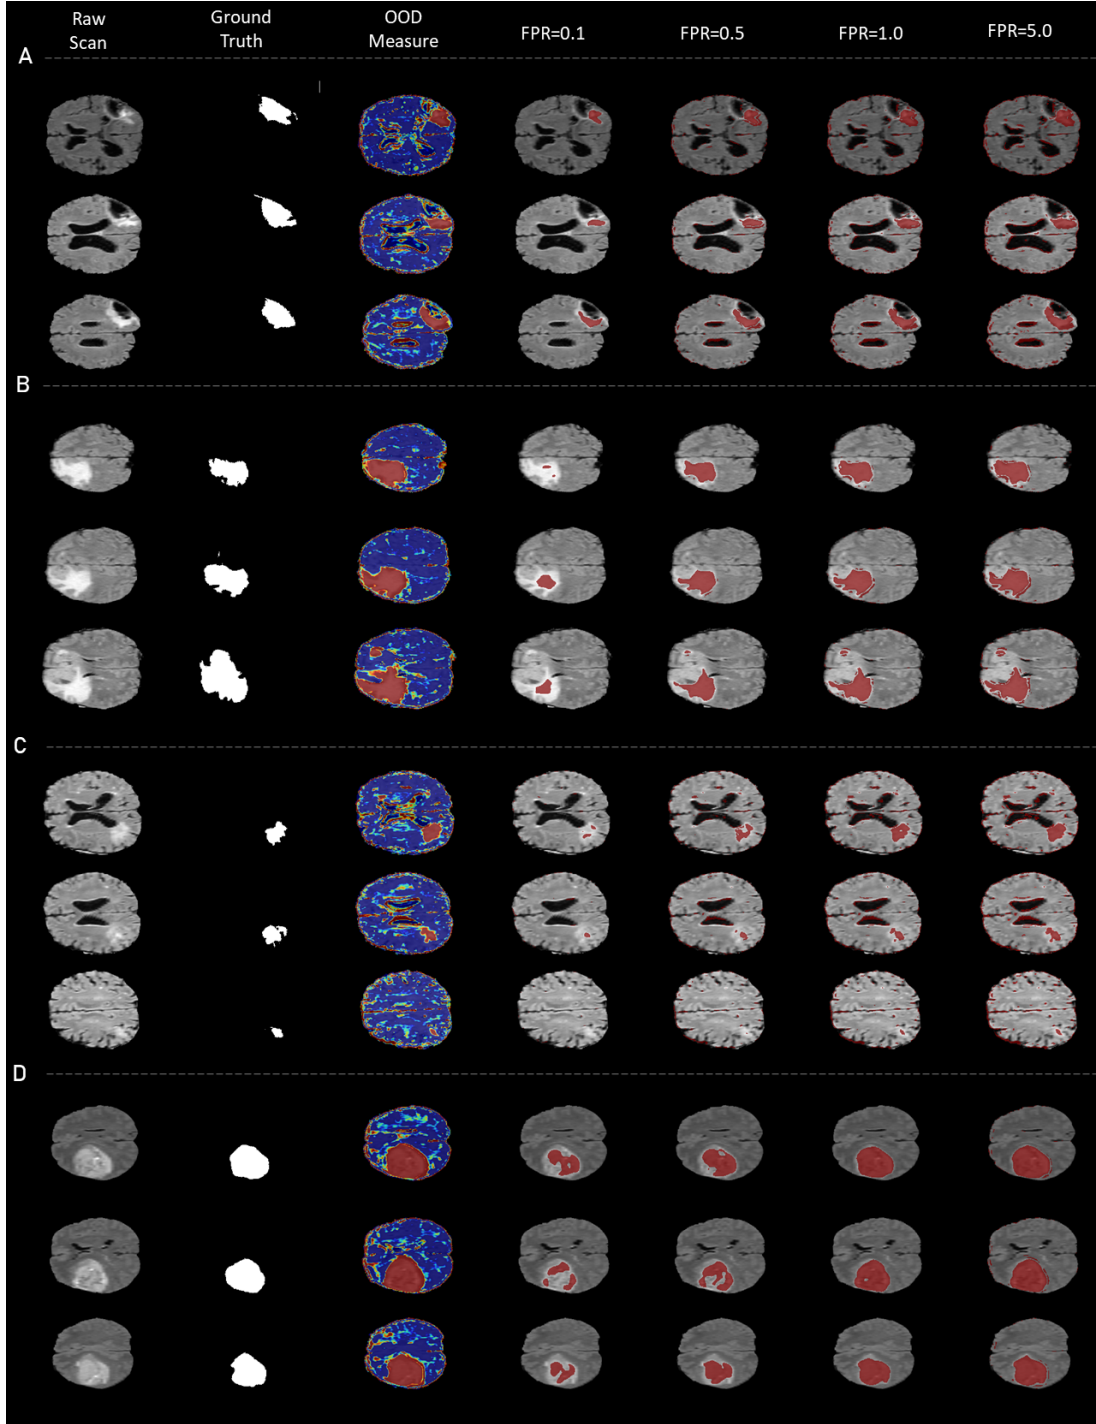 Raw
Scan
Ground
Truth
OOD
Measure
FPR=0.1
FPR=0.5
FPR=1.0
FPR=5.0
A
B
C
D